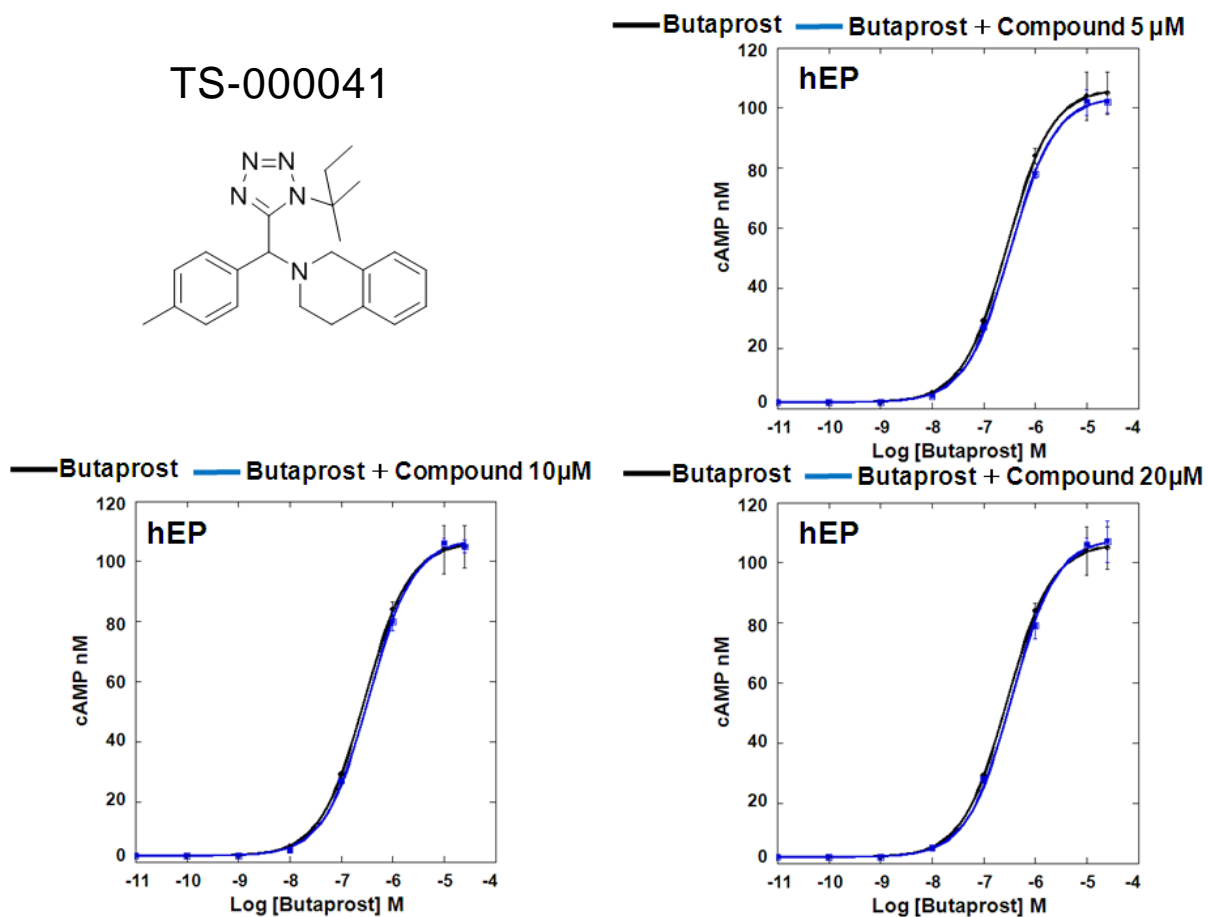 TS-000041
N=N
N
N
N
Butaprost
Butaprost + Compound 5 µM
hEP
cAMP nM
120
100
80
60
40
20
0
-11 -10 -9 -8 -7 -6 -5 -4
Log [Butaprost] M
Butaprost
Butaprost + Compound 10µM
hEP
cAMP nM
120
100
80
60
40
20
0
-11 -10 -9 -8 -7 -6 -5 -4
Log [Butaprost] M
Butaprost
Butaprost + Compound 20µM
hEP
cAMP nM
120
100
80
60
40
20
0
-11 -10 -9 -8 -7 -6 -5 -4
Log [Butaprost] M